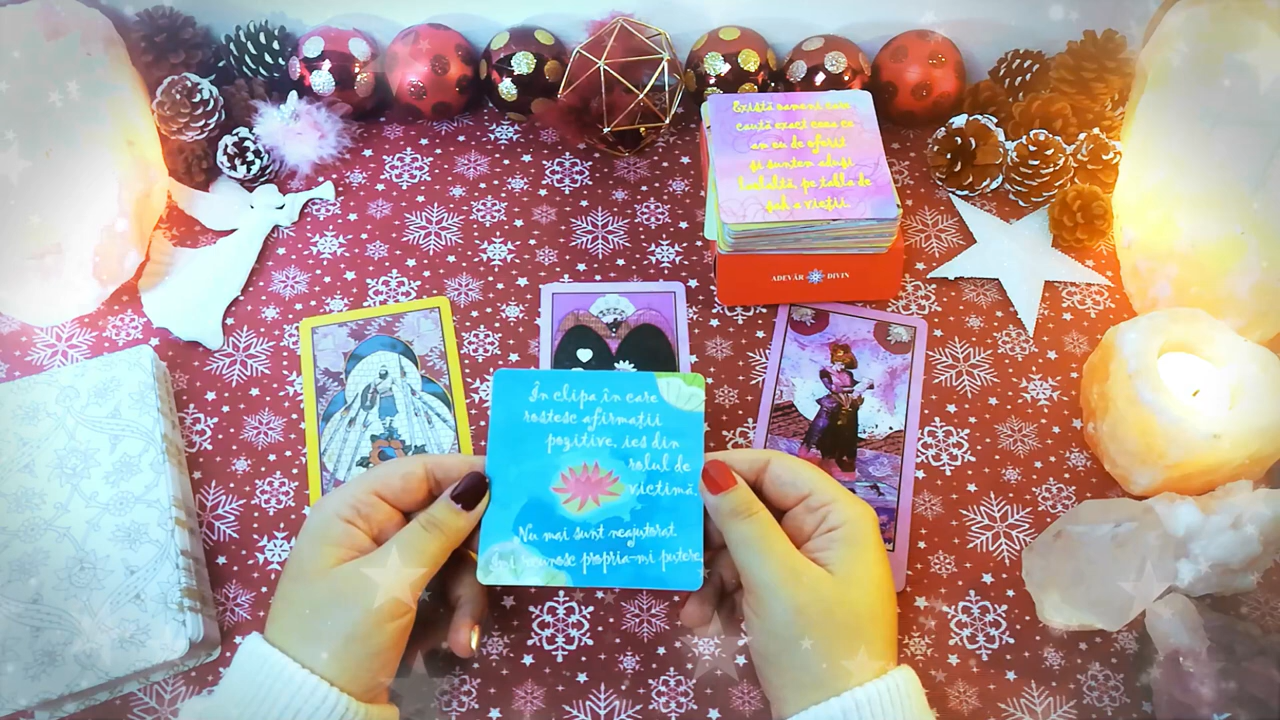 Există oameni care
caută exact ceea ce
am eu de oferit
și suntem aduși
laolaltă, pe tabla de
șah a vieții.
ADEVĂR DIVIN
În clipa în care
rostesc afirmații
pozitive, ies din
rolul de
victimă.
Nu mai sunt neajutorat.
Îmi recunosc propria-mi putere.